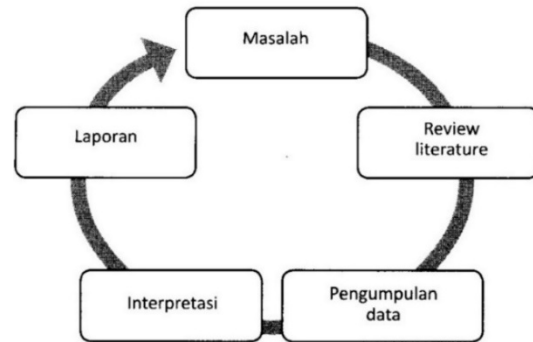 Masalah
Review
literature
Pengumpulan
data
Interpretasi
Laporan